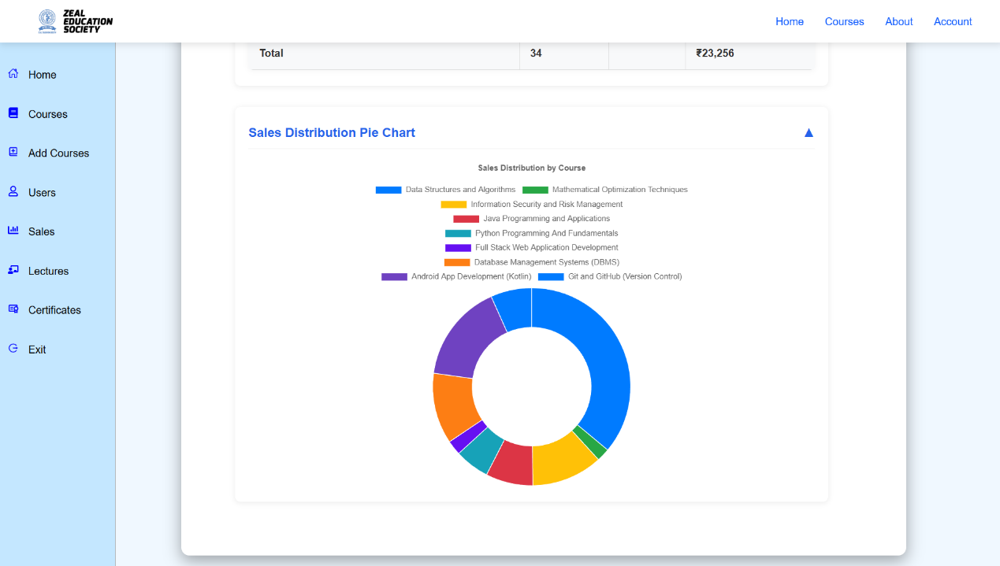 ZEAL
EDUCATION
SOCIETY
Home Courses About Account
Home
Courses
Add Courses
Users
Sales
Lectures
Certificates
Exit
Total 34 ₹23,256
Sales Distribution Pie Chart ▲
Sales Distribution by Course
Data Structures and Algorithms Mathematical Optimization Techniques
Information Security and Risk Management
Java Programming and Applications
Python Programming And Fundamentals
Full Stack Web Application Development
Database Management Systems (DBMS)
Android App Development (Kotlin) Git and GitHub (Version Control)